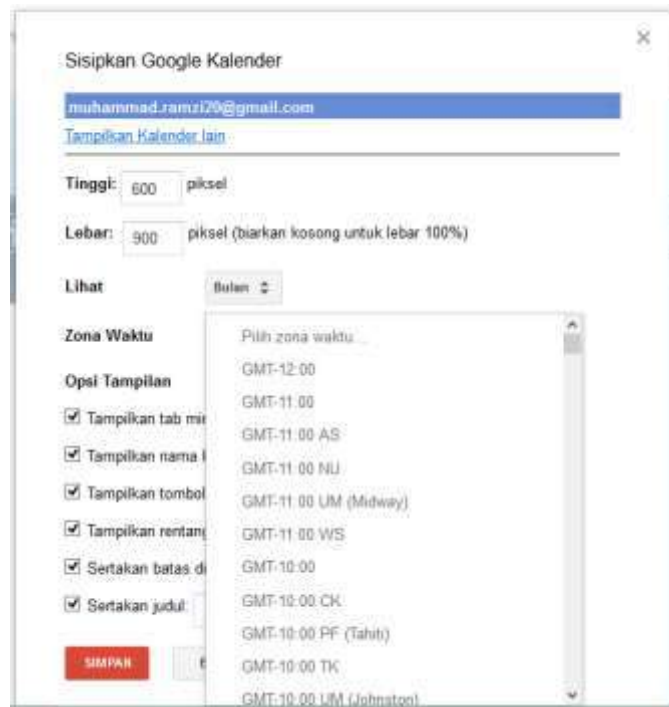 Sisipkan Google Kalender
muhammad.ramzi20@gmail.com
Tampilkan Kalender lain
Tinggi: 600 piksel
Lebar: 900 piksel (biarkan kosong untuk lebar 100%)
Lihat Bulan
Zona Waktu
Pilih zona waktu...
GMT-12:00
Opsi Tampilan
GMT-11:00
Tampilkan tab mi
GMT-11:00 AS
Tampilkan nama
GMT-11:00 NU
Tampilkan tombol
GMT-11:00 UM (Midway)
Tampilkan rentang
GMT-11:00 WS
Sertakan batas di
GMT-10:00
Sertakan judul:
GMT-10:00 CK
GMT-10:00 PF (Tahiti)
SIMPAN
GMT-10:00 TK
GMT-10:00 UM (Johnston)